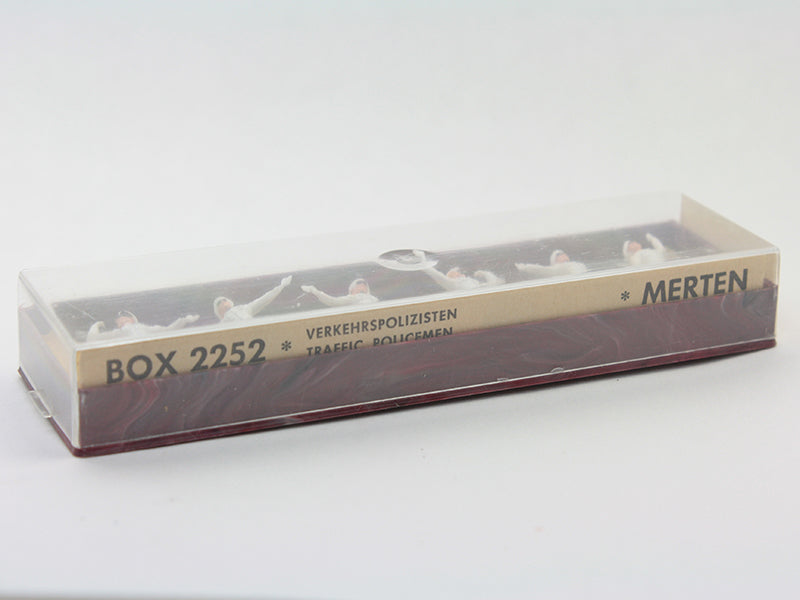 BOX 2252 * VERKEHRSPOLIZISTEN * MERTEN
TRAFFIC POLICEMEN